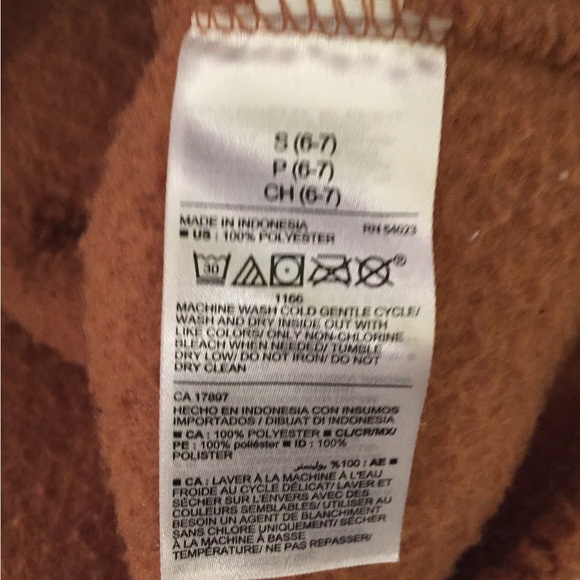 S (6-7)
P (6-7)
CH (6-7)
MADE IN INDONESIA RN 54023
■ US : 100% POLYESTER
30
®
1166
MACHINE WASH COLD GENTLE CYCLE/
WASH AND DRY INSIDE OUT WITH
LIKE COLORS/ ONLY NON-CHLORINE
BLEACH WHEN NEEDED/ TUMBLE
DRY LOW/ DO NOT IRON/ DO NOT
DRY CLEAN
CA 17897
HECHO EN INDONESIA CON INSUMOS
IMPORTADOS / DIBUAT DI INDONESIA
■ CA : 100% POLYESTER ■ CL/CR/MX/
PE : 100% poliéster ■ ID : 100%
POLISTER
■ AE : 100% بوليستر
■ CA : LAVER À LA MACHINE À L'EAU
FROIDE AU CYCLE DÉLICAT/ LAVER ET
SÉCHER SUR L'ENVERS AVEC DES
COULEURS SEMBLABLES/ UTILISER AU
BESOIN UN AGENT DE BLANCHIMENT
SANS CHLORE UNIQUEMENT/ SÉCHER
À LA MACHINE À BASSE
TEMPÉRATURE/ NE PAS REPASSER/